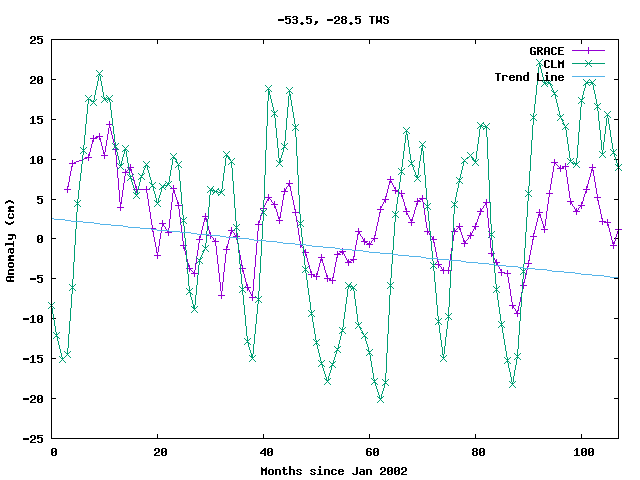 -53.5, -28.5 TWS
GRACE
CLM
Trend Line
25
20
15
10
5
0
-5
-10
-15
-20
-25
Anomaly (cm)
0 20 40 60 80 100
Months since Jan 2002